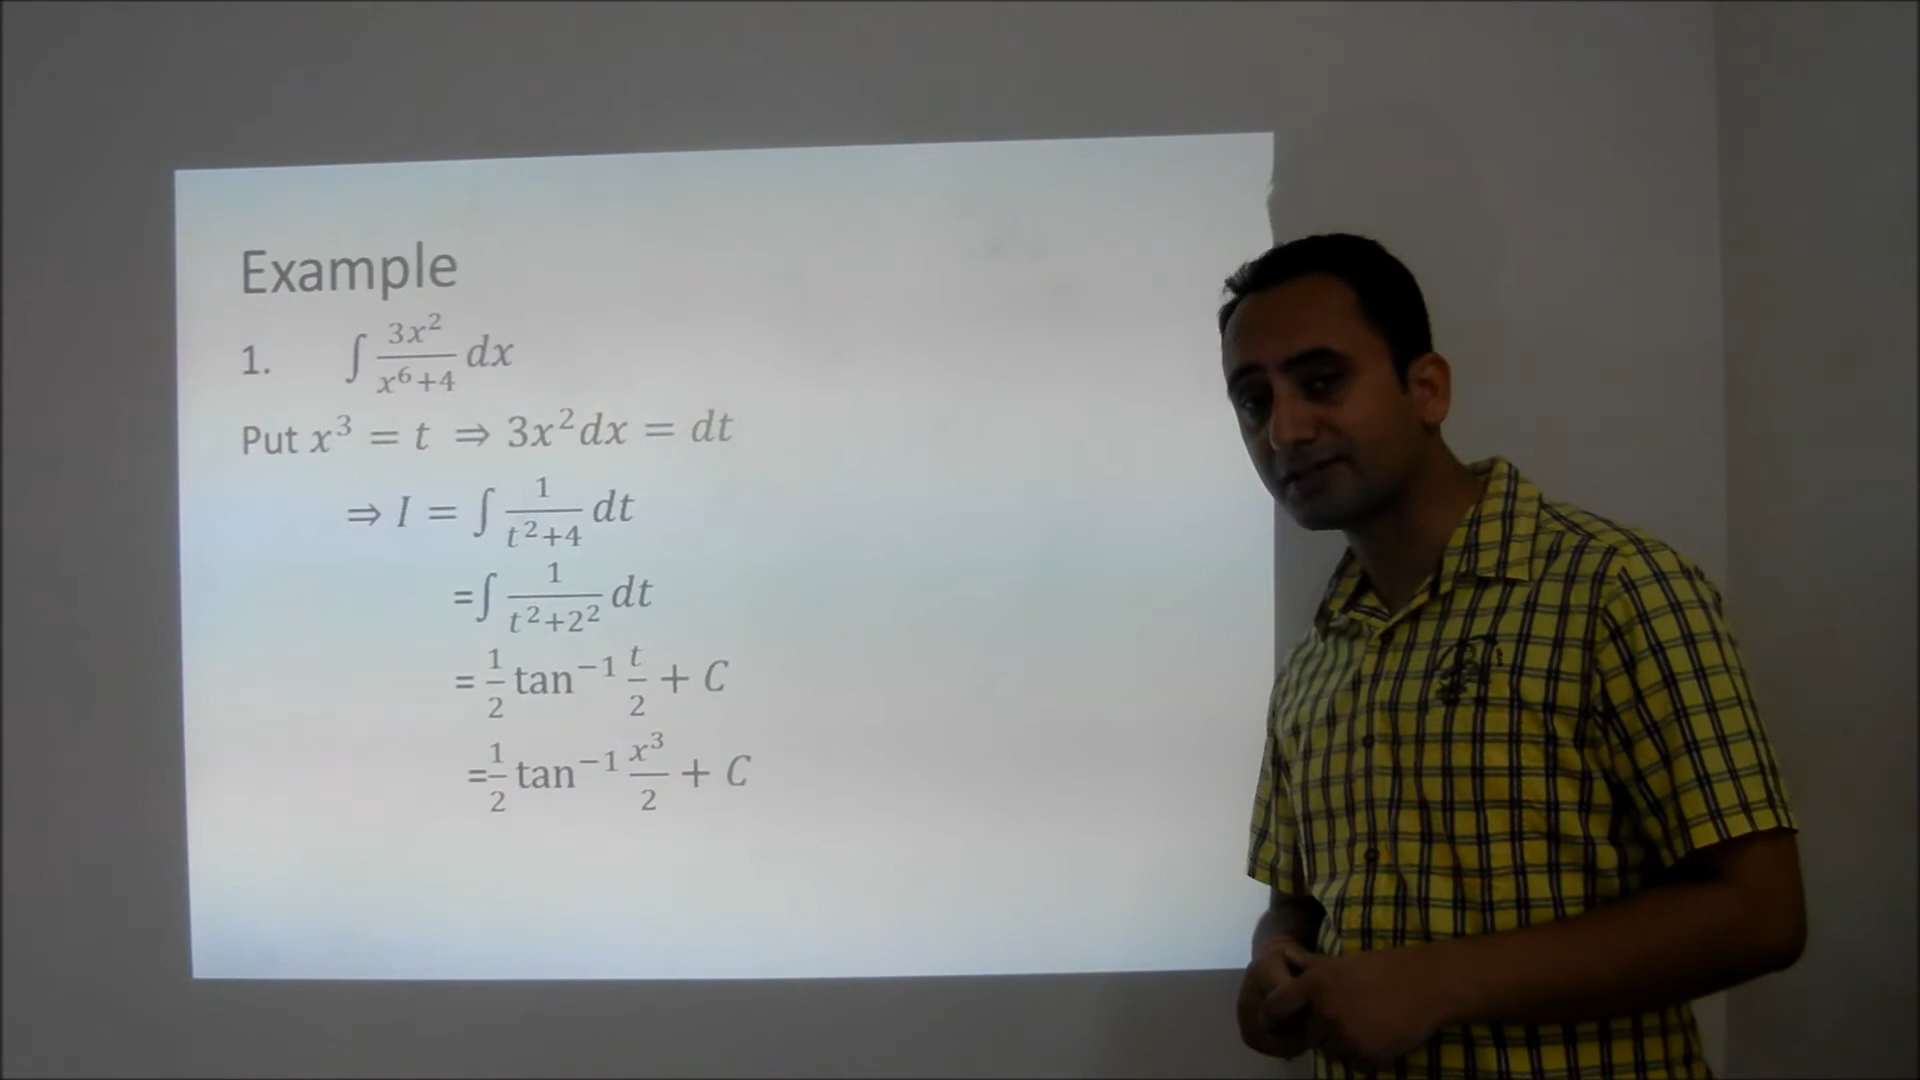 Example
1. ∫ 3x²/(x⁶+4) dx
Put x³ = t ⇒ 3x²dx = dt
⇒ I = ∫ 1/(t²+4) dt
=∫ 1/(t²+2²) dt
= 1/2 tan⁻¹ t/2 + C
=1/2 tan⁻¹ x³/2 + C